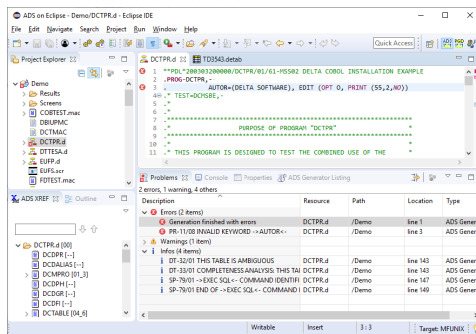 ADS on Eclipse - Demo/DCTPR.d - Eclipse IDE
File Edit Navigate Search Project Run Window Help
Quick Access
Project Explorer
Demo
Results
Screens
COBTEST.mac
DBUPMC
DCTMAC
DCTPR.d
DTTESA.d
EUFP.d
EUFS.scr
FDTEST.mac
ADS XREF
Outline
DCTPR.d [00]
DCDPR [--]
DCDALIAS [--]
DCMPRO [01_3]
DCDPH [--]
DCDGR [--]
DCDFI [--]
DCTABLE [04_6]
DCTPR.d TD3543.detab
1 **PDL*200303200000/DCTPR/01/61-MSS02 DELTA COBOL INSTALLATION EXAMPLE
2 .PROG-DCTPR,-
3 . AUTOR=(DELTA SOFTWARE), EDIT (OPT O, PRINT (55,2,NO))
4 .* TEST=DCMSBE,-
5 .*
6 .*
7 .*****
8 .* PURPOSE OF PROGRAM "DCTPR" *
9 .*****
10 .*
11 .* THIS PROGRAM IS DESIGNED TO TEST THE COMBINED USE OF THE *
Problems Console Properties ADS Generator Listing
2 errors, 1 warning, 4 others
Description Resource Path Location Type
Errors (2 items)
Generation finished with errors DCTPR.d /Demo line 1 ADS Gener
PR-11/08 INVALID KEYWORD ->AUTOR<- DCTPR.d /Demo line 3 ADS Gener
Warnings (1 item)
Infos (4 items)
DT-32/01 THIS TABLE IS AMBIGUOUS DCTPR.d /Demo line 143 ADS Gener
DT-33/01 COMPLETENESS ANALYSIS: THIS TAI DCTPR.d /Demo line 143 ADS Gener
SP-79/01 ->EXEC SQL<- COMMAND IDENTIFI DCTPR.d /Demo line 147 ADS Gener
SP-79/01 END OF ->EXEC SQL<- COMMAND I DCTPR.d /Demo line 149 ADS Gener
Writable Insert 3 : 3 Target: MFUNIX